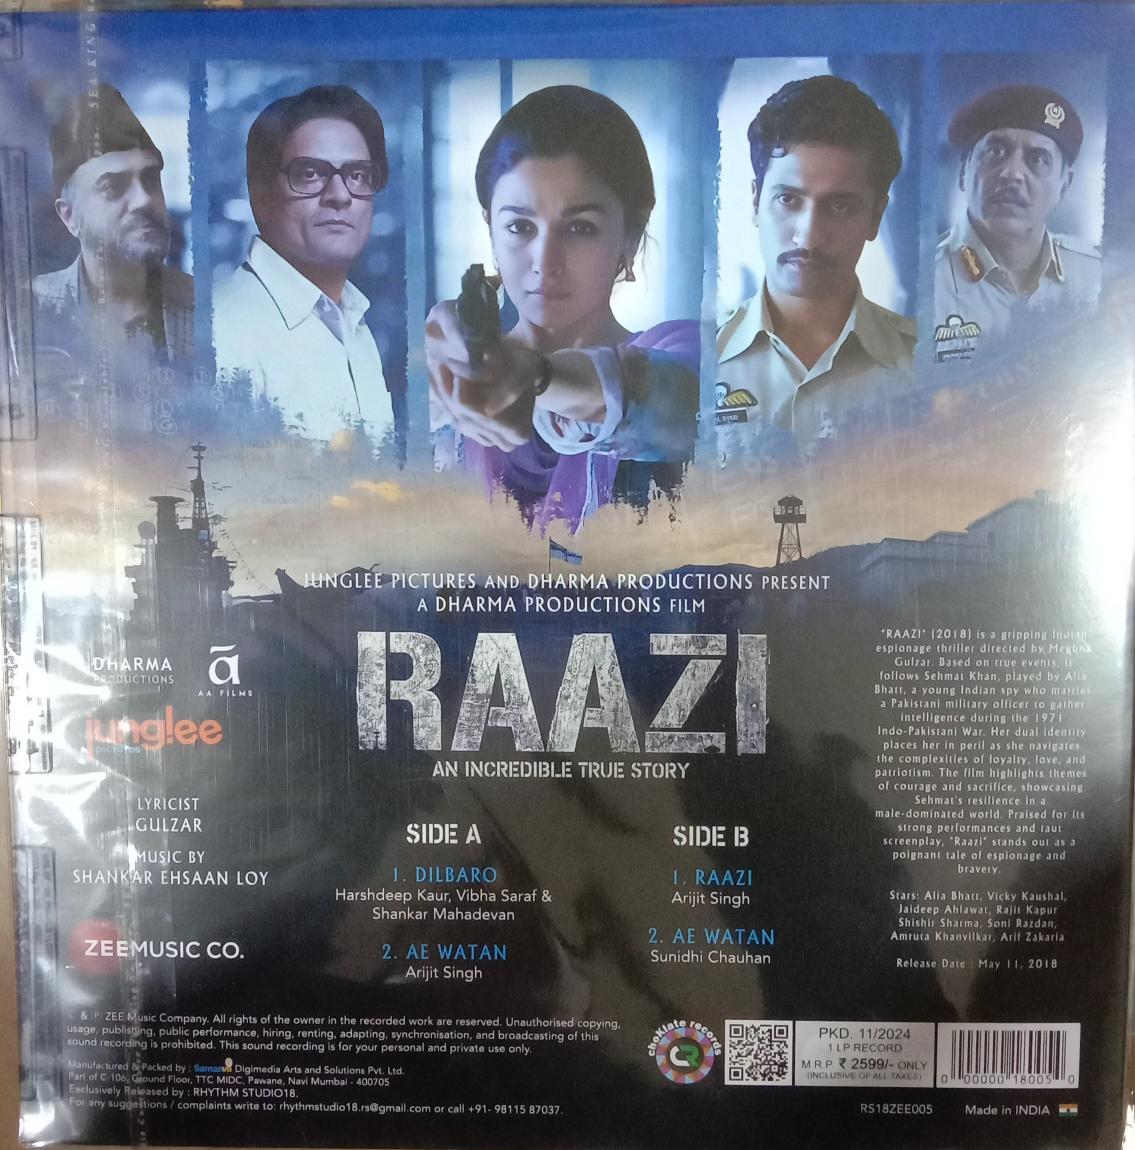 SEA KING
JUNGLEE PICTURES AND DHARMA PRODUCTIONS PRESENT
A DHARMA PRODUCTIONS FILM
RAAZI
AN INCREDIBLE TRUE STORY
DHARMA
PRODUCTIONS
ā
AA FILMS
junglee
pictures
LYRICIST
GULZAR
MUSIC BY
SHANKAR EHSAAN LOY
ZEE MUSIC CO.
SIDE A
1. DILBARO
Harshdeep Kaur, Vibha Saraf &
Shankar Mahadevan
2. AE WATAN
Arijit Singh
SIDE B
1. RAAZI
Arijit Singh
2. AE WATAN
Sunidhi Chauhan
"RAAZI" (2018) is a gripping Indian
espionage thriller directed by Meghna
Gulzar. Based on true events, it
follows Sehmat Khan, played by Alia
Bhatt, a young Indian spy who marries
a Pakistani military officer to gather
intelligence during the 1971
Indo-Pakistani War. Her dual identity
places her in peril as she navigates
the complexities of loyalty, love, and
patriotism. The film highlights themes
of courage and sacrifice, showcasing
Sehmat's resilience in a
male-dominated world. Praised for its
strong performances and taut
screenplay, "Raazi" stands out as a
poignant tale of espionage and
bravery.
Stars: Alia Bhatt, Vicky Kaushal,
Jaideep Ahlawat, Rajit Kapur
Shishir Sharma, Soni Razdan,
Amruta Khanvilkar, Arif Zakaria
Release Date : May 11, 2018
© & ℗ ZEE Music Company. All rights of the owner in the recorded work are reserved. Unauthorised copying,
usage, publishing, public performance, hiring, renting, adapting, synchronisation, and broadcasting of this
sound recording is prohibited. This sound recording is for your personal and private use only.
Manufactured & Packed by : Digimedia Arts and Solutions Pvt. Ltd.
Part of C-106, Ground Floor, TTC MIDC, Pawane, Navi Mumbai - 400705
Exclusively Released by : RHYTHM STUDIO18.
For any suggestions / complaints write to: rhythmstudio18.rs@gmail.com or call +91- 98115 87037.
choKlate records
CR
PKD. 11/2024
1 LP RECORD
MRP ₹ 2599/- ONLY
(INCLUSIVE OF ALL TAXES)
0 00000 18005 0
RS18ZEE005
Made in INDIA